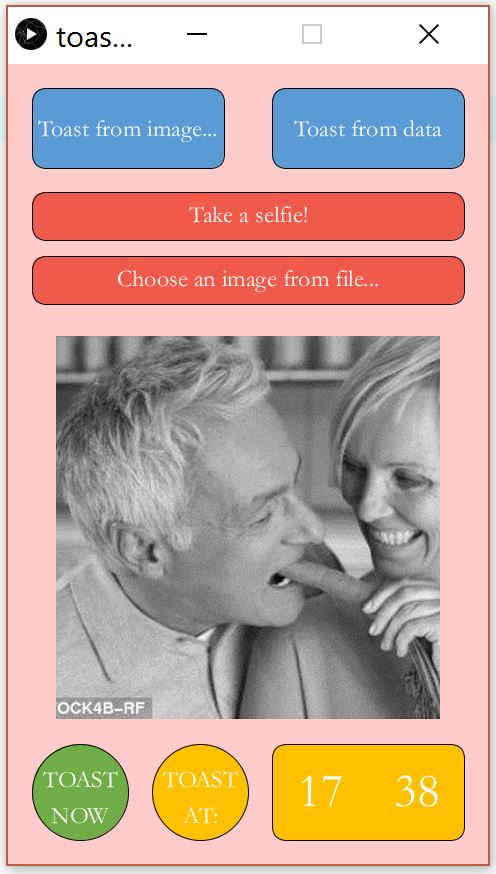 toas...
Toast from image...
Toast from data
Take a selfie!
Choose an image from file...
OCK4B-RF
TOAST
NOW
TOAST
AT:
17 38